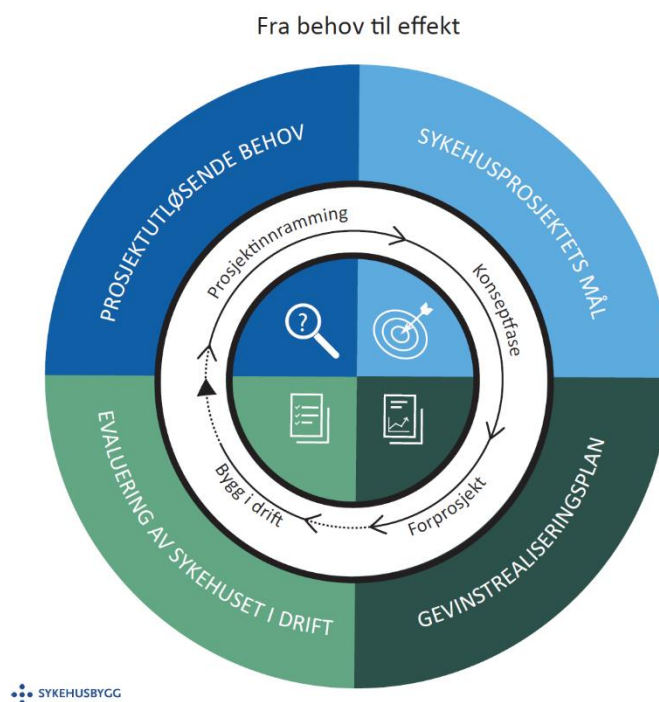 Fra behov til effekt
PROSJEKTUTLØSENDE BEHOV
SYKEHUSPROSJEKTETS MÅL
Prosjektinnramming
Konseptfase
?
Bygg i drift
Forprosjekt
EVALUERING AV SYKEHUSET I DRIFT
GEVINSTREALISERINGSPLAN
SYKEHUSBYGG